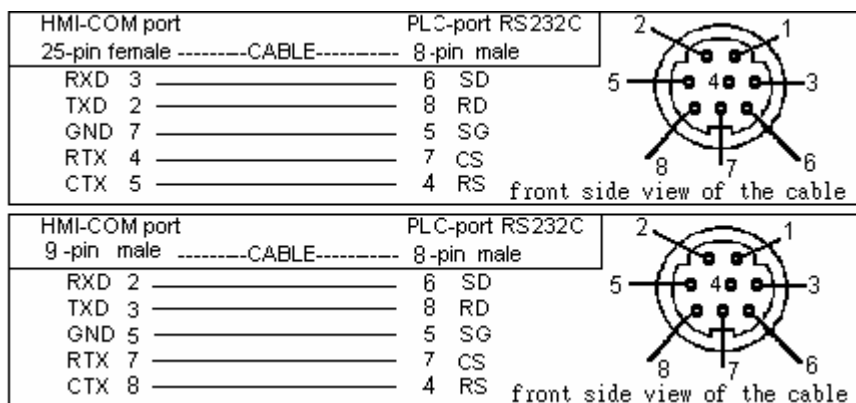 HMI-COM port PLC-port RS232C
25-pin female ---------CABLE----------- 8-pin male
RXD 3 6 SD
TXD 2 8 RD
GND 7 5 SG
RTX 4 7 CS
CTX 5 4 RS
2 1
5 4 3
8 7 6
front side view of the cable
HMI-COM port PLC-port RS232C
9-pin male ---------CABLE----------- 8-pin male
RXD 2 6 SD
TXD 3 8 RD
GND 5 5 SG
RTX 7 7 CS
CTX 8 4 RS
2 1
5 4 3
8 7 6
front side view of the cable